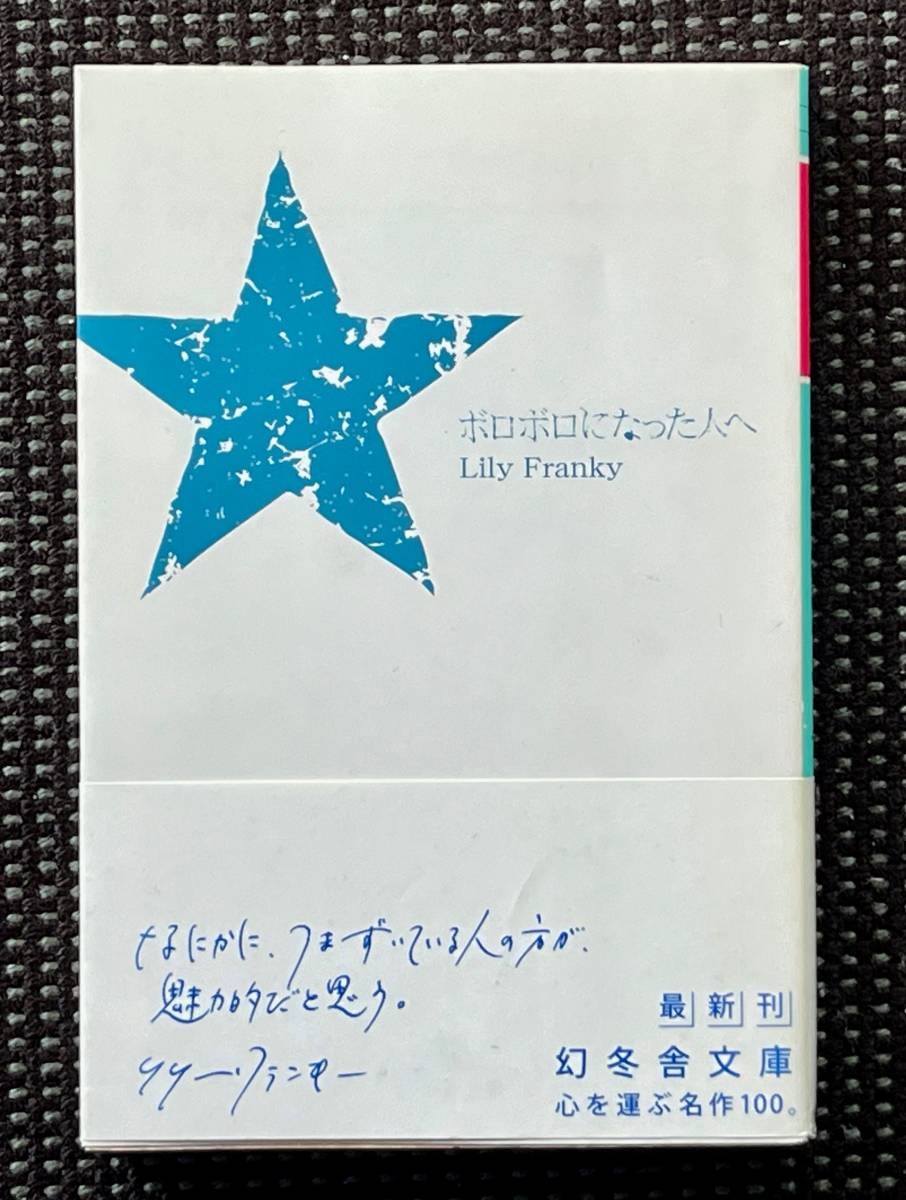 ボロボロになった人へ
Lily Franky
なにかに、つまずいている人の方が、
魅力的だと思う。
リリー・フランキー
最新刊
幻冬舎文庫
心を運ぶ名作100。